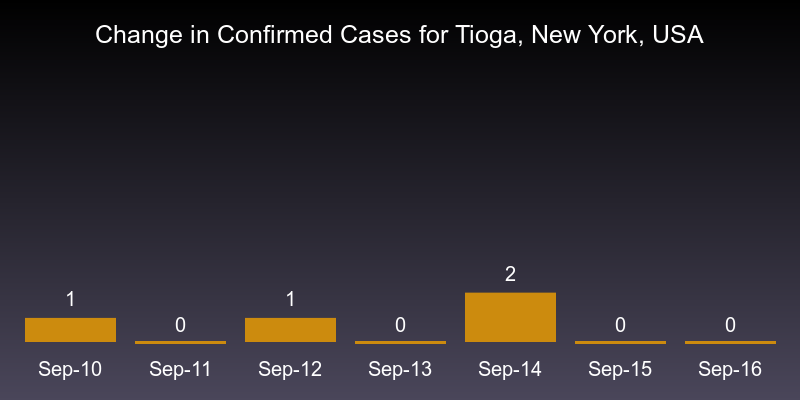 Change in Confirmed Cases for Tioga, New York, USA
2
1
1
0
0
0
0
Sep-10
Sep-11
Sep-12
Sep-13
Sep-14
Sep-15
Sep-16